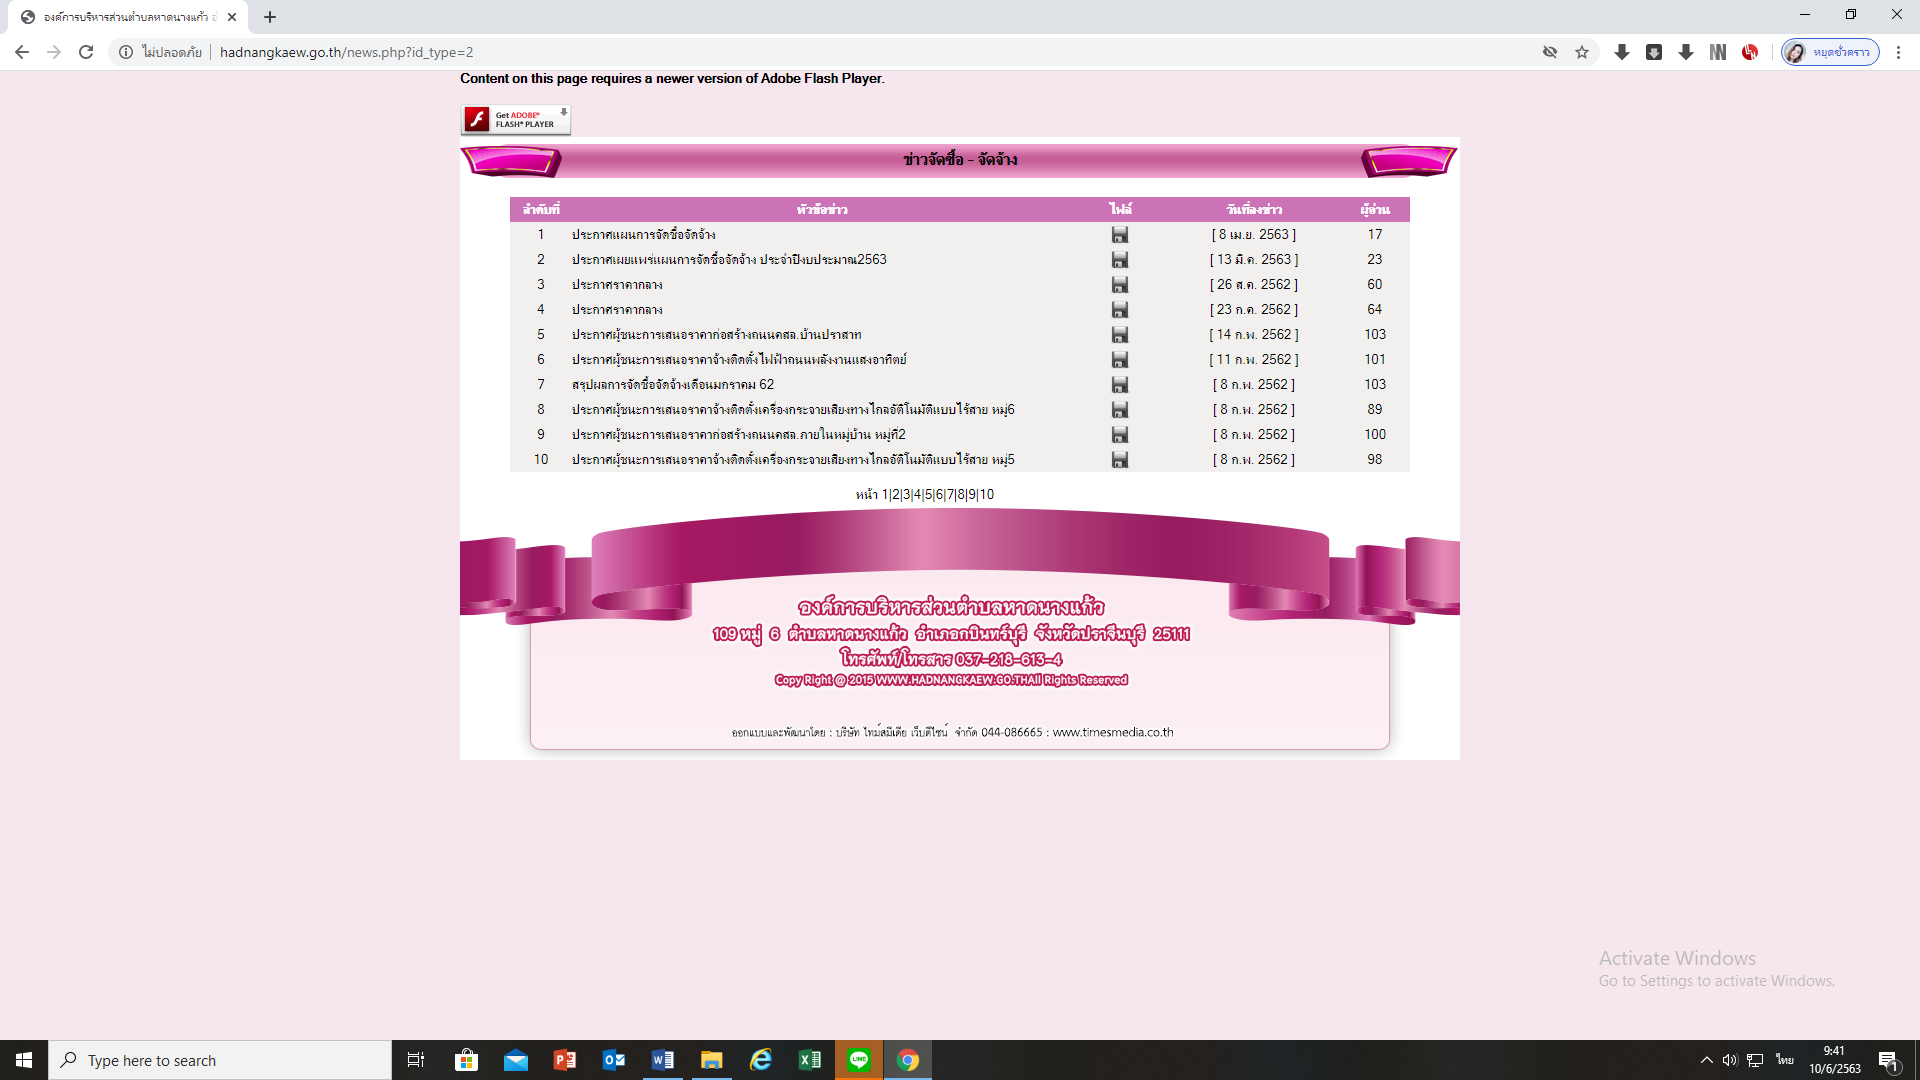 องค์การบริหารส่วนตำบลหาดนางแก้ว อ่
ไม่ปลอดภัย | hadnangkaew.go.th/news.php?id_type=2
หยุดชั่วคราว
Content on this page requires a newer version of Adobe Flash Player.
Get ADOBE®
FLASH® PLAYER
ข่าวจัดซื้อ - จัดจ้าง
ลำดับที่ หัวข้อข่าว ไฟล์ วันที่ลงข่าว ผู้อ่าน
1 ประกาศแผนการจัดซื้อจัดจ้าง [ 8 เม.ย. 2563 ] 17
2 ประกาศเผยแพร่แผนการจัดซื้อจัดจ้าง ประจำปีงบประมาณ2563 [ 13 มี.ค. 2563 ] 23
3 ประกาศราคากลาง [ 26 ส.ค. 2562 ] 60
4 ประกาศราคากลาง [ 23 ก.ค. 2562 ] 64
5 ประกาศผู้ชนะการเสนอราคาก่อสร้างถนนคสล.บ้านปราสาท [ 14 ก.พ. 2562 ] 103
6 ประกาศผู้ชนะการเสนอราคาจ้างติดตั้งไฟฟ้าถนนพลังงานแสงอาทิตย์ [ 11 ก.พ. 2562 ] 101
7 สรุปผลการจัดซื้อจัดจ้างเดือนมกราคม 62 [ 8 ก.พ. 2562 ] 103
8 ประกาศผู้ชนะการเสนอราคาจ้างติดตั้งเครื่องกระจายเสียงทางไกลอัติโนมัติแบบไร้สาย หมู่6 [ 8 ก.พ. 2562 ] 89
9 ประกาศผู้ชนะการเสนอราคาก่อสร้างถนนคสล.ภายในหมู่บ้าน หมู่ที่2 [ 8 ก.พ. 2562 ] 100
10 ประกาศผู้ชนะการเสนอราคาจ้างติดตั้งเครื่องกระจายเสียงทางไกลอัติโนมัติแบบไร้สาย หมู่5 [ 8 ก.พ. 2562 ] 98
หน้า 1|2|3|4|5|6|7|8|9|10
องค์การบริหารส่วนตำบลหาดนางแก้ว
109 หมู่ 6 ตำบลหาดนางแก้ว อำเภอกบินทร์บุรี จังหวัดปราจีนบุรี 25111
โทรศัพท์/โทรสาร 037-218-613-4
Copy Right @ 2015 WWW.HADNANGKAEW.GO.THAll Rights Reserved
ออกแบบและพัฒนาโดย : บริษัท ไทม์สมีเดีย เว็บดีไซน์ จำกัด 044-086665 : www.timesmedia.co.th
Activate Windows
Go to Settings to activate Windows.
Type here to search
LINE
ไทย
9:41
10/6/2563
1